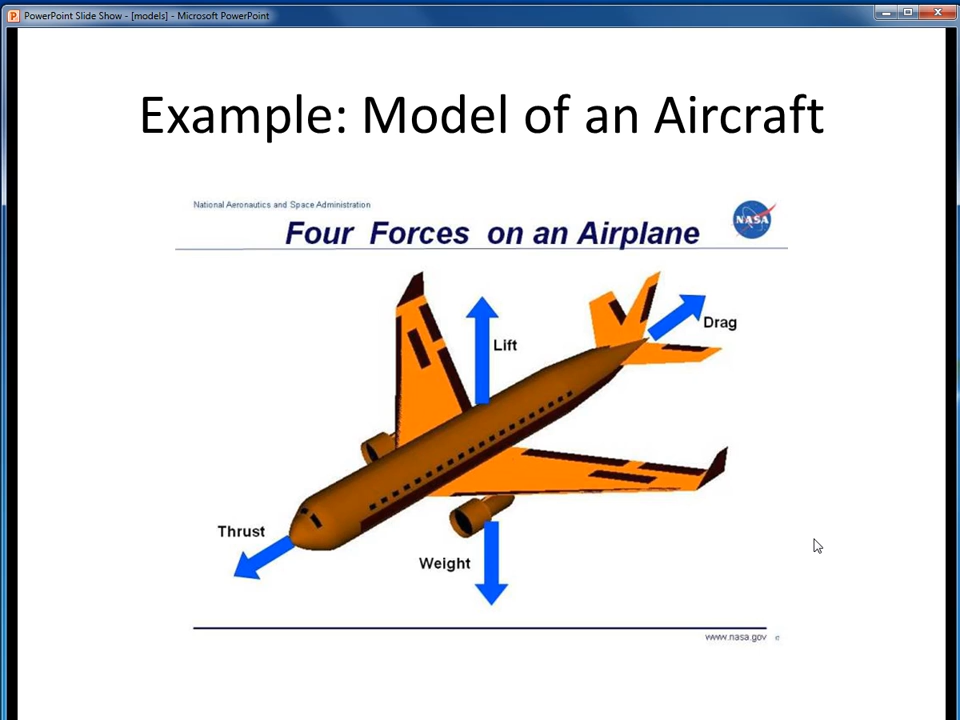 PowerPoint Slide Show - [models] - Microsoft PowerPoint
Example: Model of an Aircraft
National Aeronautics and Space Administration
NASA
Four Forces on an Airplane
Drag
Lift
Thrust
Weight
www.nasa.gov